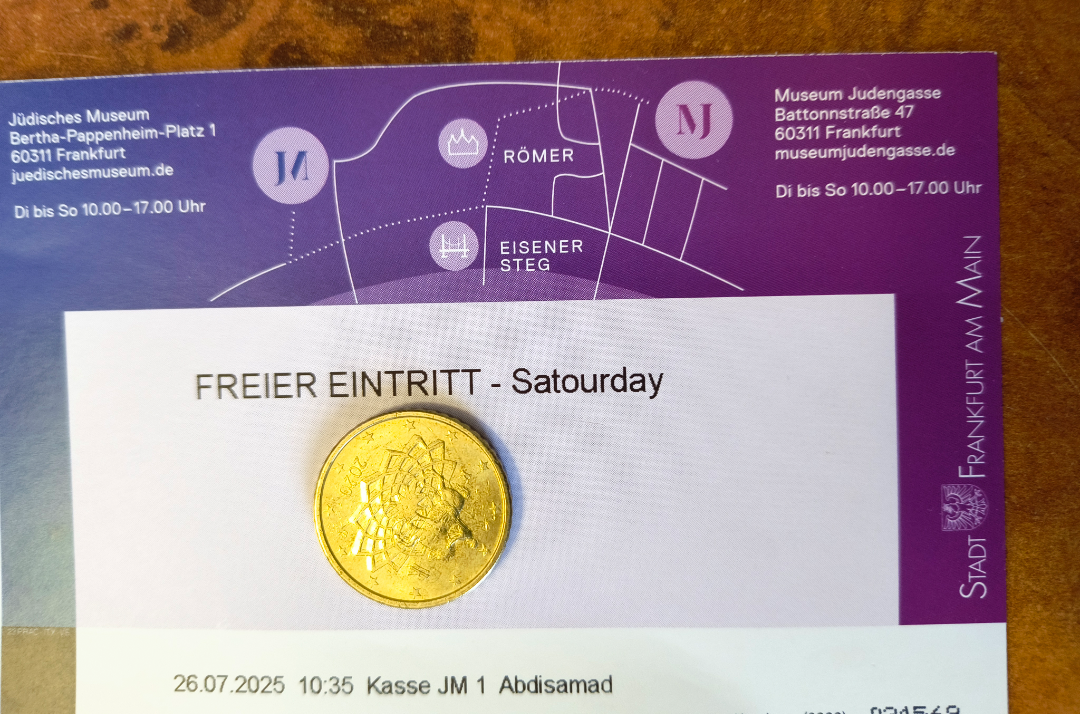 Jüdisches Museum
Bertha-Pappenheim-Platz 1
60311 Frankfurt
juedischesmuseum.de
Di bis So 10.00–17.00 Uhr
JM
RÖMER
EISENER
STEG
MJ
Museum Judengasse
Battonnstraße 47
60311 Frankfurt
museumjudengasse.de
Di bis So 10.00–17.00 Uhr
STADT FRANKFURT AM MAIN
FREIER EINTRITT - Satourday
26.07.2025 10:35 Kasse JM 1 Abdisamad